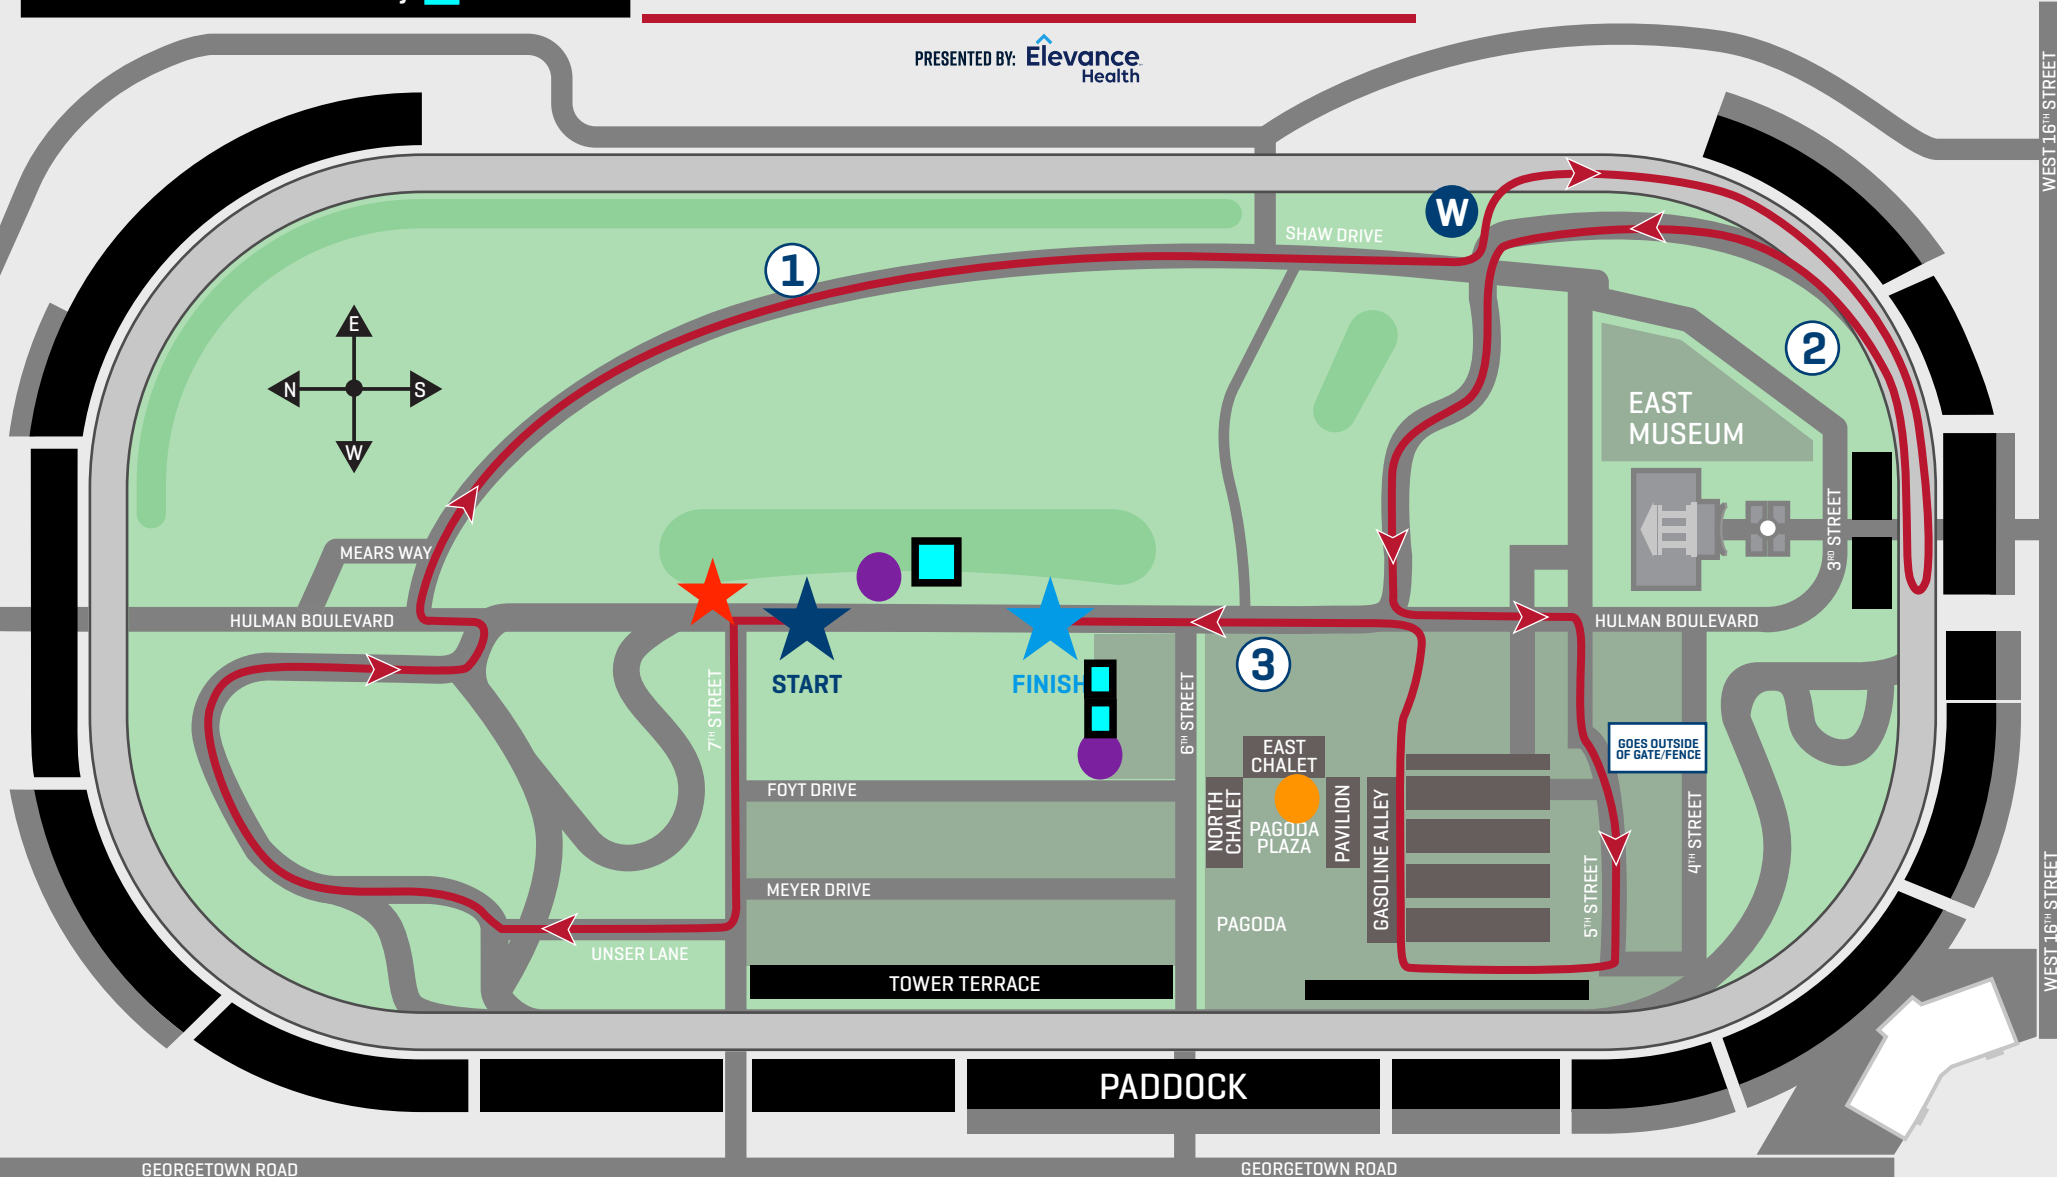 PRESENTED BY: Elevance
Health
WEST 16TH STREET
W
SHAW DRIVE
1
E
N
S
W
2
EAST
MUSEUM
MEARS WAY
3RD STREET
HULMAN BOULEVARD
HULMAN BOULEVARD
3
START
FINISH
7TH STREET
6TH STREET
GOES OUTSIDE
OF GATE/FENCE
EAST
CHALET
FOYT DRIVE
NORTH
CHALET
PAGODA
PLAZA
PAVILION
GASOLINE ALLEY
4TH STREET
5TH STREET
MEYER DRIVE
PAGODA
UNSER LANE
TOWER TERRACE
WEST 16TH STREET
PADDOCK
GEORGETOWN ROAD
GEORGETOWN ROAD